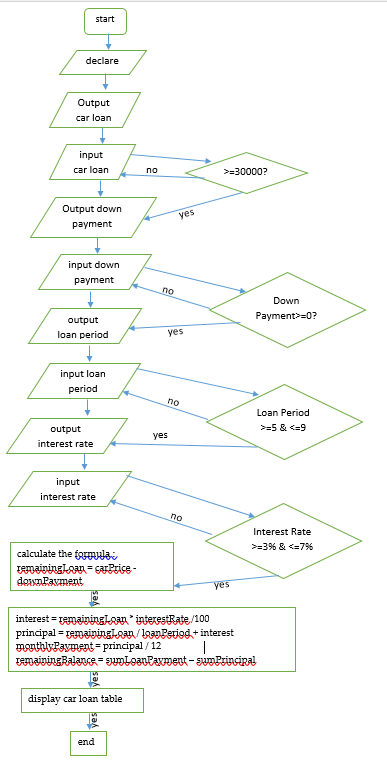 start
declare
Output
car loan
input
car loan
>=30000?
no
yes
Output down
payment
input down
payment
no
Down
Payment>=0?
output
loan period
yes
input loan
period
no
Loan Period
>=5 & <=9
output
interest rate
yes
input
interest rate
no
Interest Rate
>=3% & <=7%
yes
calculate the formula :
remainingLoan = carPrice -
downPayment
yes
interest = remainingLoan * interestRate /100
principal = remainingLoan / loanPeriod + interest
monthlyPayment = principal / 12
remainingBalance = sumLoanPayment – sumPrincipal
yes
display car loan table
yes
end